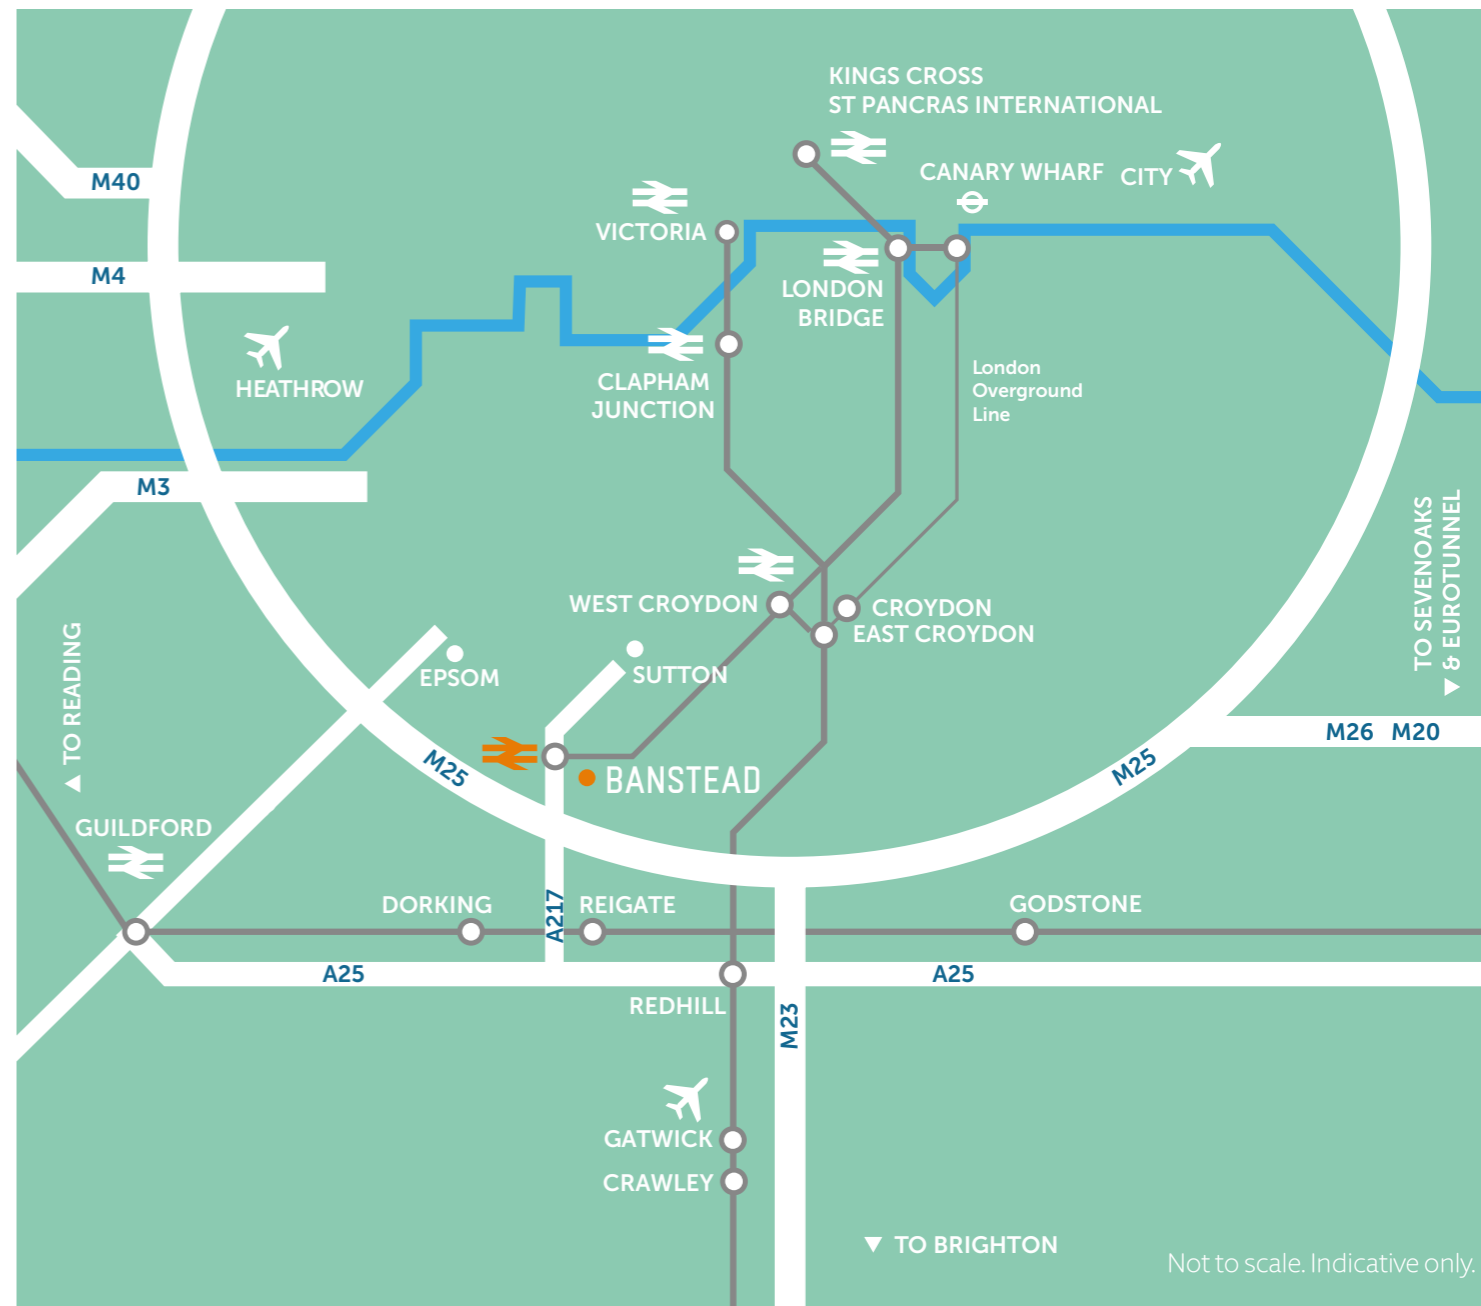 KINGS CROSS
ST PANCRAS INTERNATIONAL
CANARY WHARF
CITY
M40
VICTORIA
M4
LONDON
BRIDGE
HEATHROW
CLAPHAM
JUNCTION
London
Overground
Line
M3
TO SEVENOAKS
& EUROTUNNEL
WEST CROYDON
CROYDON
EAST CROYDON
TO READING
EPSOM
SUTTON
M26 M20
M25
M25
BANSTEAD
GUILDFORD
DORKING
A217
REIGATE
GODSTONE
A25
A25
REDHILL
M23
GATWICK
CRAWLEY
TO BRIGHTON
Not to scale. Indicative only.